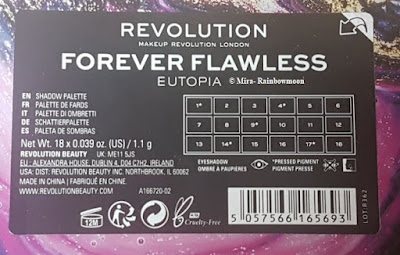 REVOLUTION
MAKEUP REVOLUTION LONDON
FOREVER FLAWLESS
EUTOPIA
© Mira- Rainbowmoon
EN SHADOW PALETTE
FR PALETTE DE FARDS
IT PALETTE DI OMBRETTI
DE SCHATTIERPALETTE
ES PALETA DE SOMBRAS
1* 2 3 4* 5 6
7 8 9 10 11 12
13 14* 15 16* 17 18
Net Wt. 18 x 0.039 oz. (US) / 1.1 g
REVOLUTION BEAUTY UK: ME11 5JS
EU- ALEXANDRA HOUSE, DUBLIN 4, D04 C7H2, IRELAND
USA: DIST: REVOLUTION BEAUTY INC. NORTHBROOK, IL 60062
MADE IN CHINA / FABRIQUÉ EN CHINE.
WWW.REVOLUTIONBEAUTY.COM A166720-02
EYESHADOW
OMBRE À PAUPIÈRES
*PRESSED PIGMENT
PIGMENT PRESSÉ
12M
Cruelty-Free
5 057566 165693
LOT:R362